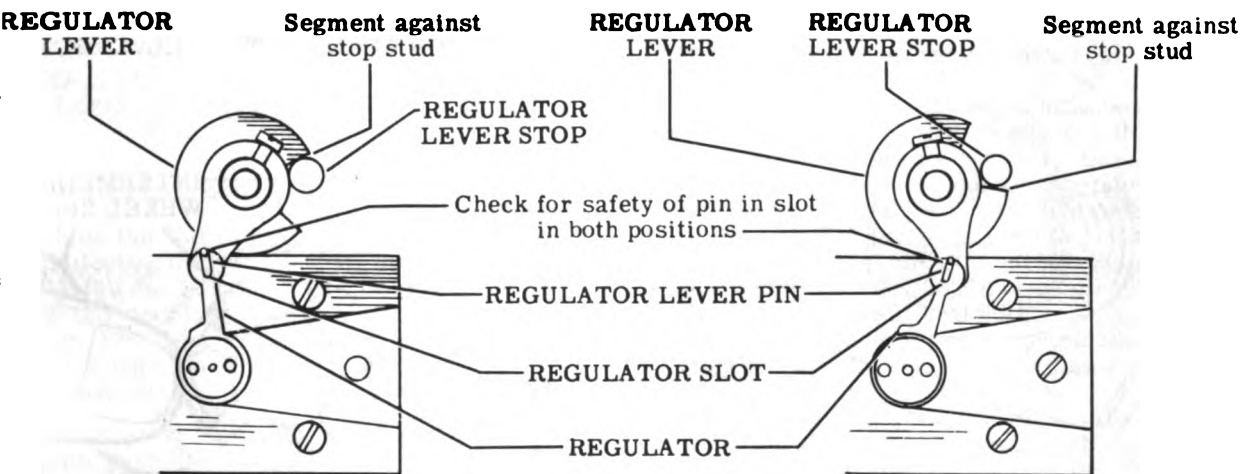 REGULATOR
LEVER
Segment against
stop stud
REGULATOR
LEVER STOP
REGULATOR
LEVER
REGULATOR
LEVER STOP
Segment against
stop stud
Check for safety of pin in slot
in both positions
REGULATOR LEVER PIN
REGULATOR SLOT
REGULATOR